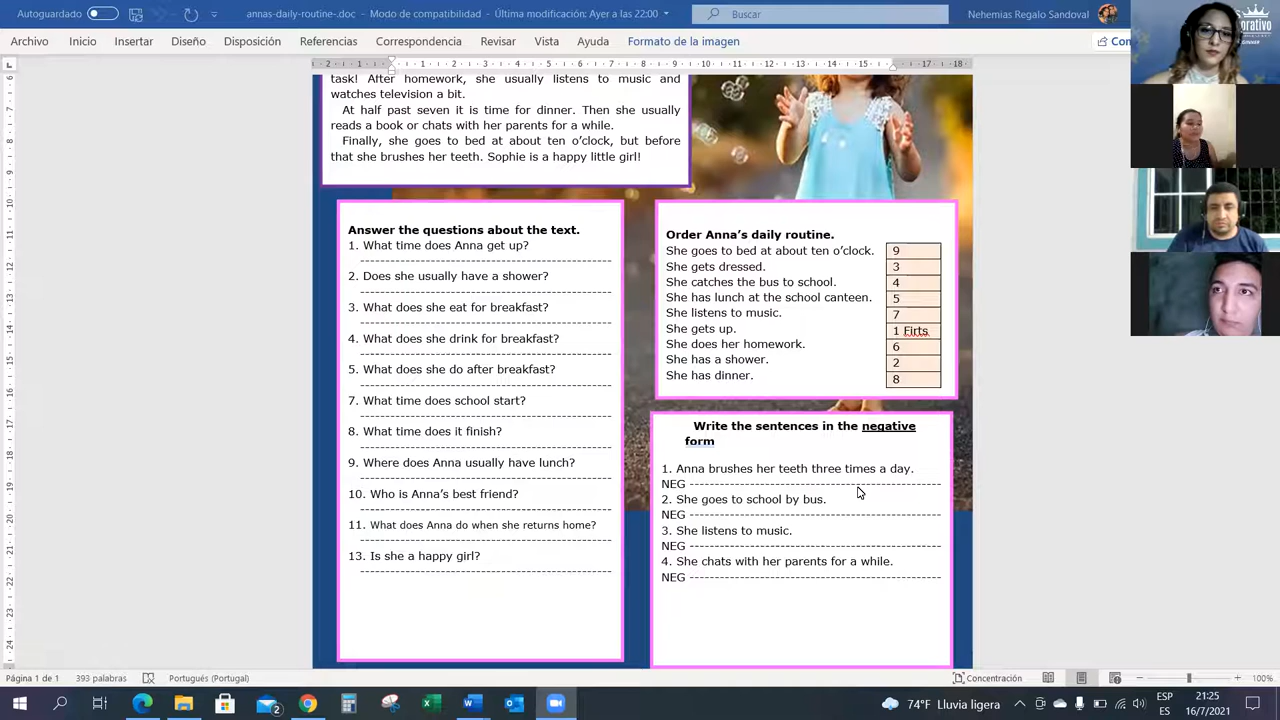 annas-daily-routine-...
Modo de compatibilidad • Última modificación: Ayer a la(s) 18:53
Buscar
Nehemias Regalo Sandoval
Archivo Inicio Insertar Diseño Disposición Referencias Correspondencia Revisar Vista Ayuda Formato de la imagen
task! After homework, she usually listens to music and
watches television a bit.
At half past seven it is time for dinner. Then she usually
reads a book or chats with her parents for a while.
Finally, she goes to bed at about ten o'clock, but before
that she brushes her teeth. Sophie is a happy little girl!
Answer the questions about the text.
1. What time does Anna get up?
2. Does she usually have a shower?
3. What does she eat for breakfast?
4. What does she drink for breakfast?
5. What does she do after breakfast?
7. What time does school start?
8. What time does it finish?
9. Where does Anna usually have lunch?
10. Who is Anna's best friend?
11. What does Anna do when she returns home?
13. Is she a happy girl?
Order Anna's daily routine.
She goes to bed at about ten o'clock. 9
She gets dressed. 3
She catches the bus to school. 4
She has lunch at the school canteen. 5
She listens to music. 7
She gets up. 1 Firts
She does her homework. 6
She has a shower. 2
She has dinner. 8
Write the sentences in the negative
form
1. Anna brushes her teeth three times a day.
NEG
2. She goes to school by bus.
NEG
3. She listens to music.
NEG
4. She chats with her parents for a while.
NEG
Página 1 de 1 393 palabras Portugués (Portugal) Concentración 100%
74°F Lluvia ligera ESP 21:25
ES 16/7/2021